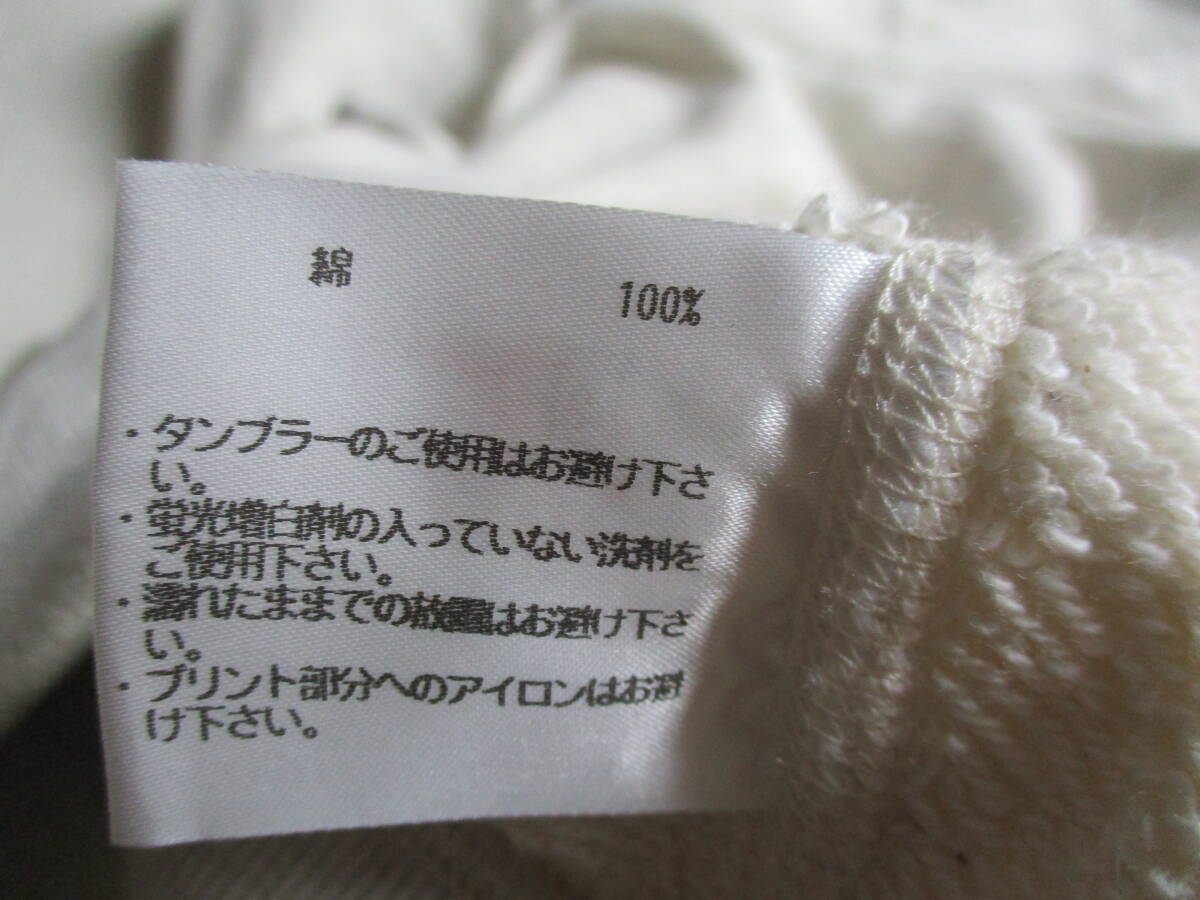 綿 100%
・タンブラーのご使用はお避け下さ
い。
・蛍光増白剤の入っていない洗剤を
ご使用下さい。
・濡れたままでの放置はお避け下さ
い。
・プリント部分へのアイロンはお避
け下さい。